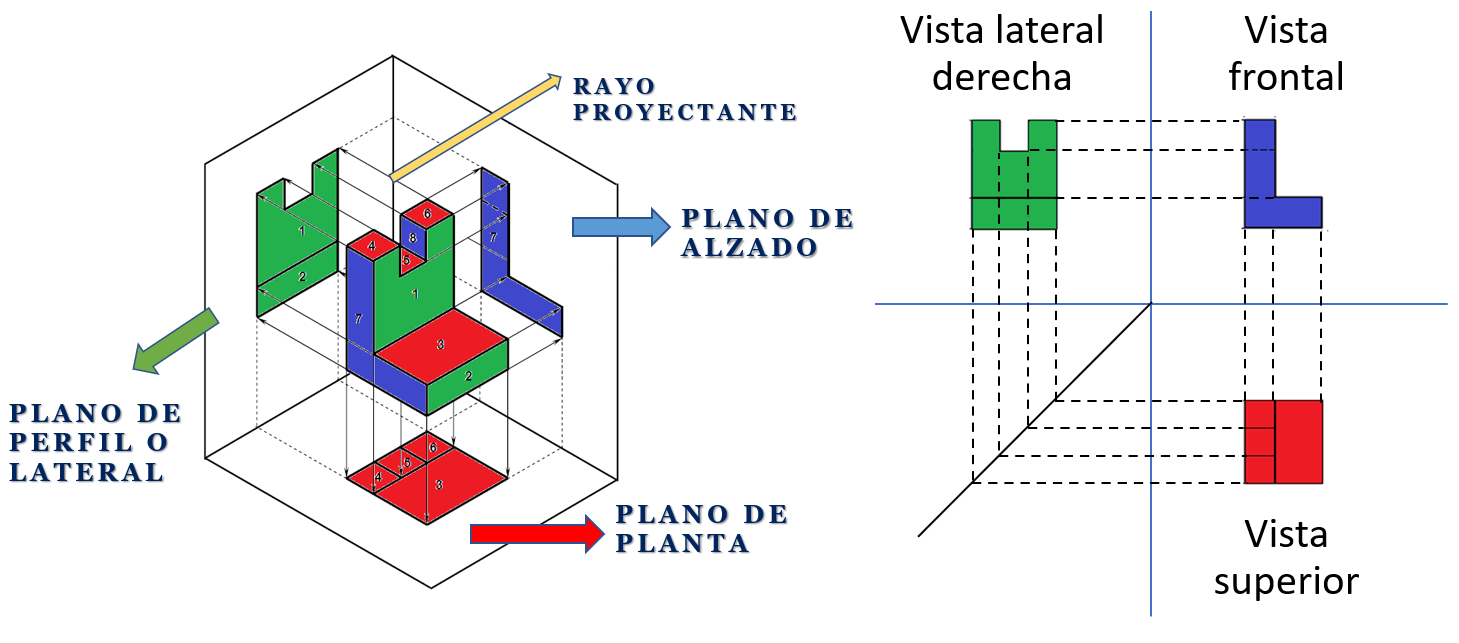 RAYO
PROYECTANTE
PLANO DE
ALZADO
PLANO DE
PERFIL O
LATERAL
PLANO DE
PLANTA
1
2
4
5
6
8
1
7
3
2
7
4
5
6
3
Vista lateral
derecha
Vista
frontal
Vista
superior